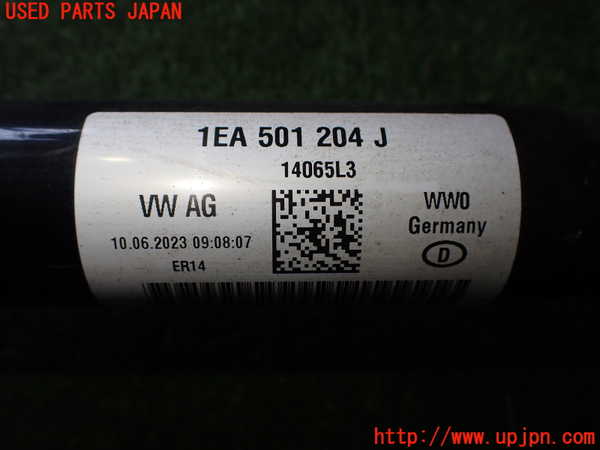 USED PARTS JAPAN
1EA 501 204 J
14065L3
VW AG
WW0
Germany
10.06.2023 09:08:07
D
ER14
http://www.upjpn.com/